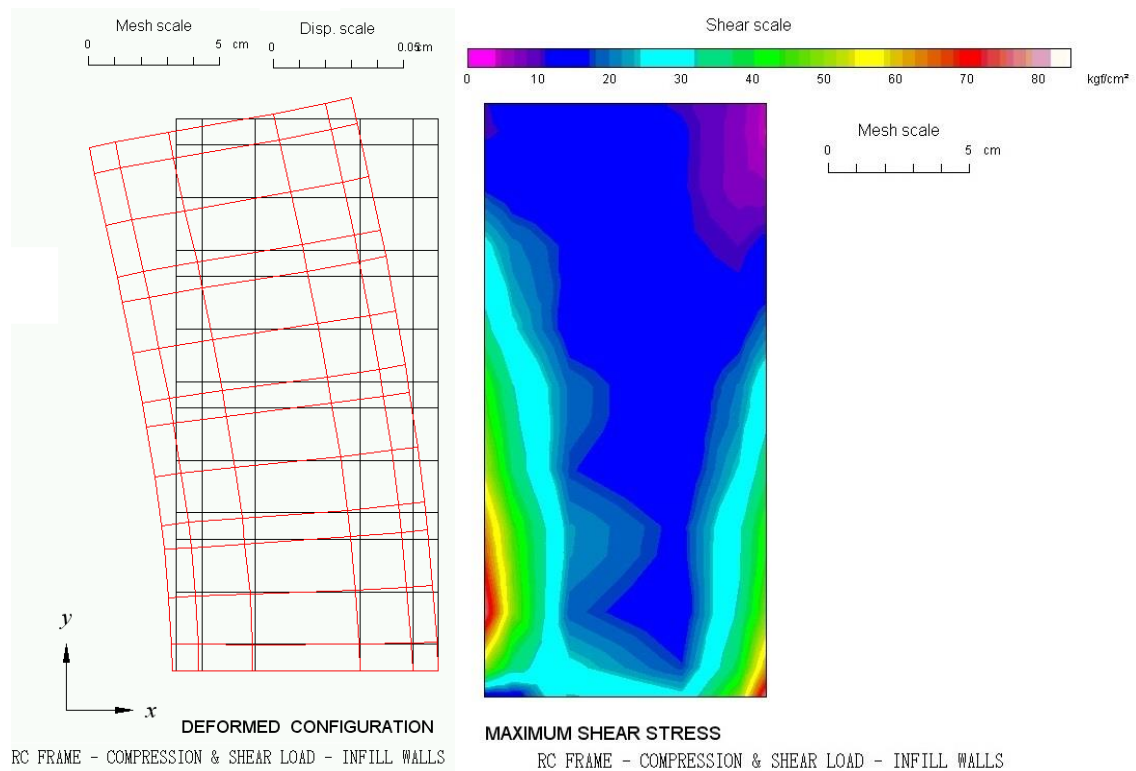 Mesh scale
0 5 cm
Disp. scale
0 0.05cm
y
x
DEFORMED CONFIGURATION
RC FRAME - COMPRESSION & SHEAR LOAD - INFILL WALLS
Shear scale
0 10 20 30 40 50 60 70 80 kgf/cm²
Mesh scale
0 5 cm
MAXIMUM SHEAR STRESS
RC FRAME - COMPRESSION & SHEAR LOAD - INFILL WALLS